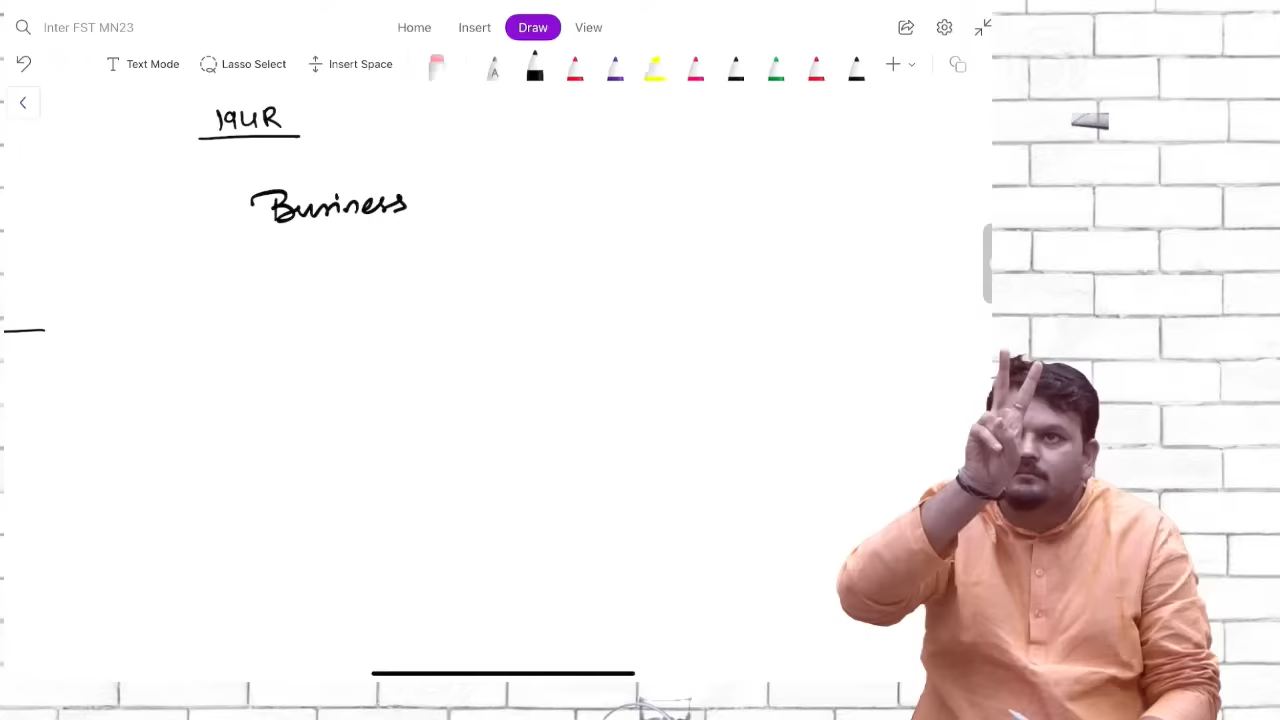 Inter FST MN23
Home Insert Draw View
Text Mode Lasso Select Insert Space
A
194R
Business